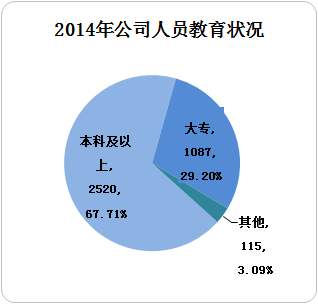 2014年公司人员教育状况
大专,
1087,
29.20%
本科及以
上,
2520,
67.71%
其他,
115,
3.09%